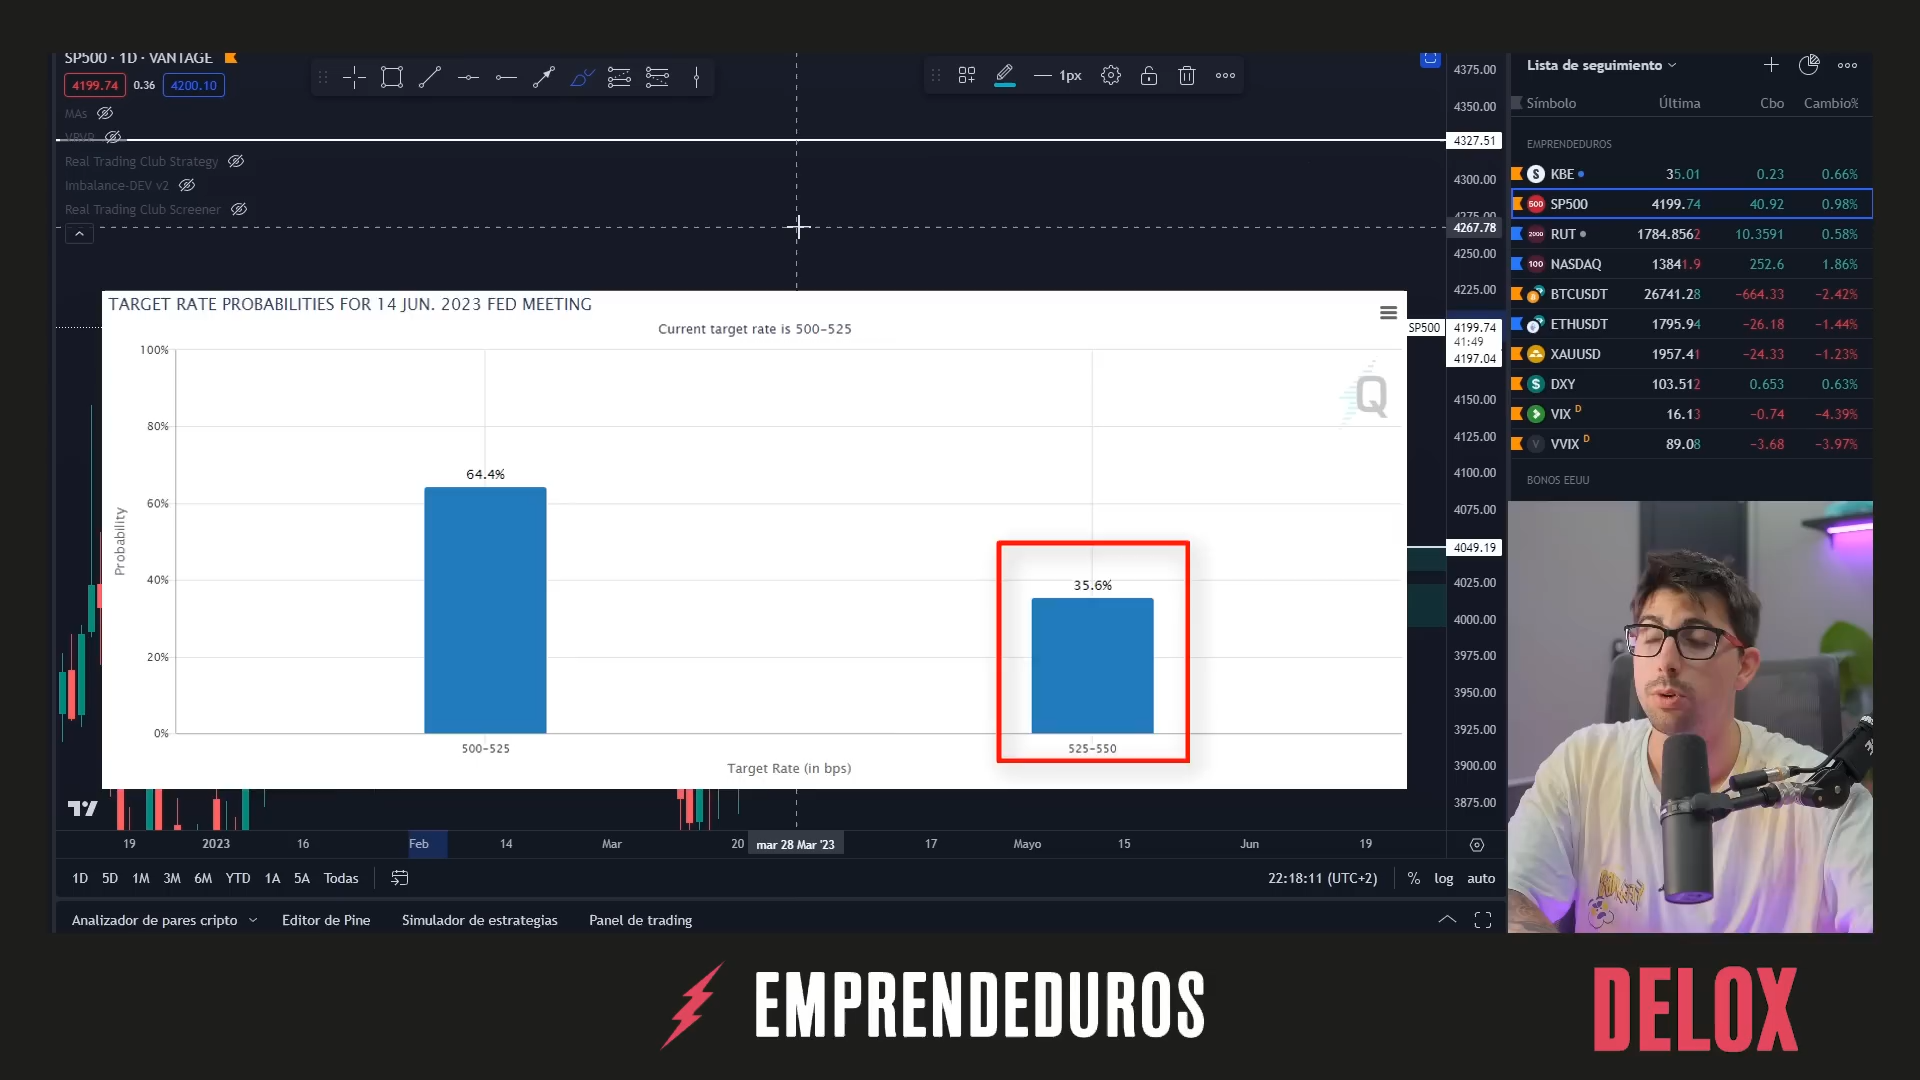 SP500 · 1D · VANTAGE
4199.74 0.36 4200.10
MAs
VRVP
Real Trading Club Strategy
Imbalance-DEV v2
Real Trading Club Screener
1px
TARGET RATE PROBABILITIES FOR 14 JUN. 2023 FED MEETING
Current target rate is 500-525
100%
80%
60%
40%
20%
0%
Probability
64.4%
35.6%
500-525
525-550
Target Rate (in bps)
Q
4375.00
4350.00
4327.51
4300.00
4275.00
4267.78
4250.00
4225.00
SP500 4199.74
41:49
4197.04
4150.00
4125.00
4100.00
4075.00
4049.19
4025.00
4000.00
3975.00
3950.00
3925.00
3900.00
3875.00
19 2023 16 Feb 14 Mar 20 mar 28 Mar '23 17 Mayo 15 Jun 19
1D 5D 1M 3M 6M YTD 1A 5A Todas
22:18:11 (UTC+2) % log auto
Analizador de pares cripto Editor de Pine Simulador de estrategias Panel de trading
Lista de seguimiento
Símbolo Última Cbo Cambio%
EMPRENDEDUROS
KBE 35.01 0.23 0.66%
500 SP500 4199.74 40.92 0.98%
2000 RUT 1784.8562 10.3591 0.58%
100 NASDAQ 13841.9 252.6 1.86%
BTCUSDT 26741.28 -664.33 -2.42%
ETHUSDT 1795.94 -26.18 -1.44%
XAUUSD 1957.41 -24.33 -1.23%
DXY 103.512 0.653 0.63%
VIX D 16.13 -0.74 -4.39%
V VVIX D 89.08 -3.68 -3.97%
BONOS EEUU
EMPRENDEDUROS
DELOX